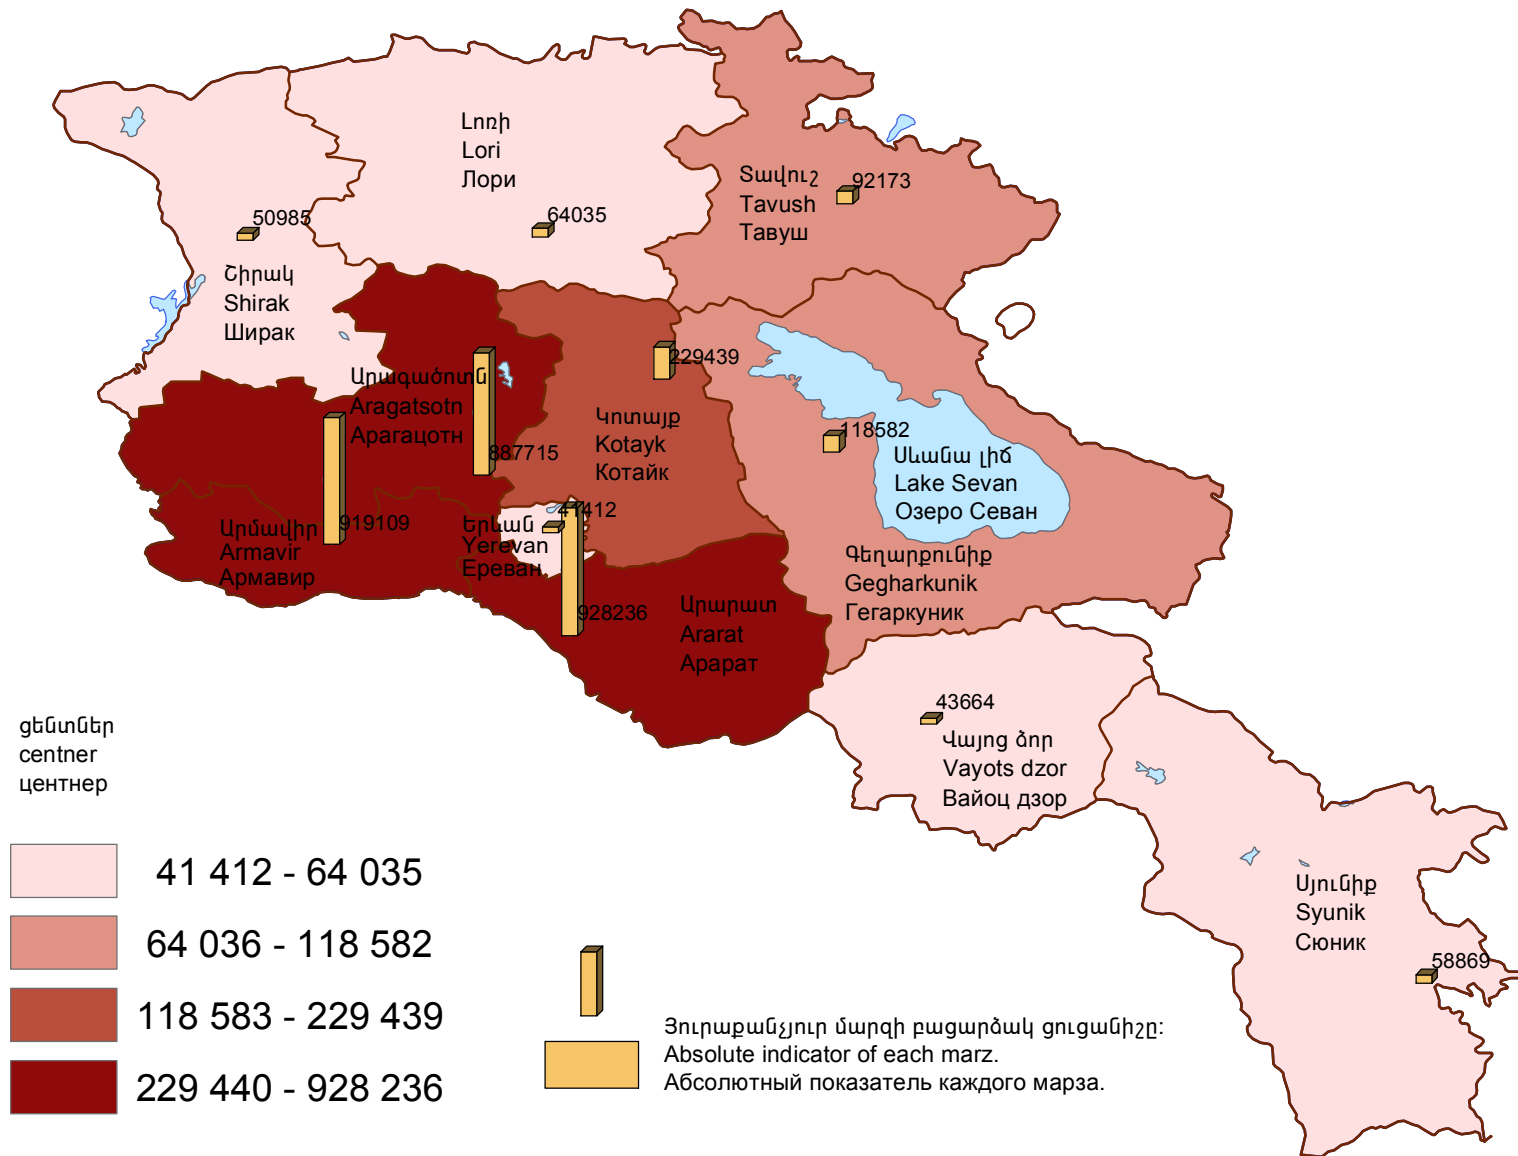 Լոռի
Lori
Лори
64035
Տավուշ
Tavush
Тавуш
92173
50985
Շիրակ
Shirak
Ширак
Արագածոտն
Aragatsotn
Арагацотн
887715
229439
Կոտայք
Kotayk
Котайк
118582
Սևանա լիճ
Lake Sevan
Озеро Севан
Գեղարքունիք
Gegharkunik
Гегаркуник
Արմավիր
Armavir
Армавир
919109
41412
Երևան
Yerevan
Ереван
928236
Արարատ
Ararat
Арарат
43664
Վայոց ձոր
Vayots dzor
Вайоц дзор
Սյունիք
Syunik
Сюник
58869
ցենտներ
centner
центнер
41 412 - 64 035
64 036 - 118 582
118 583 - 229 439
229 440 - 928 236
Յուրաքանչյուր մարզի բացարձակ ցուցանիշը:
Absolute indicator of each marz.
Абсолютный показатель каждого марза.